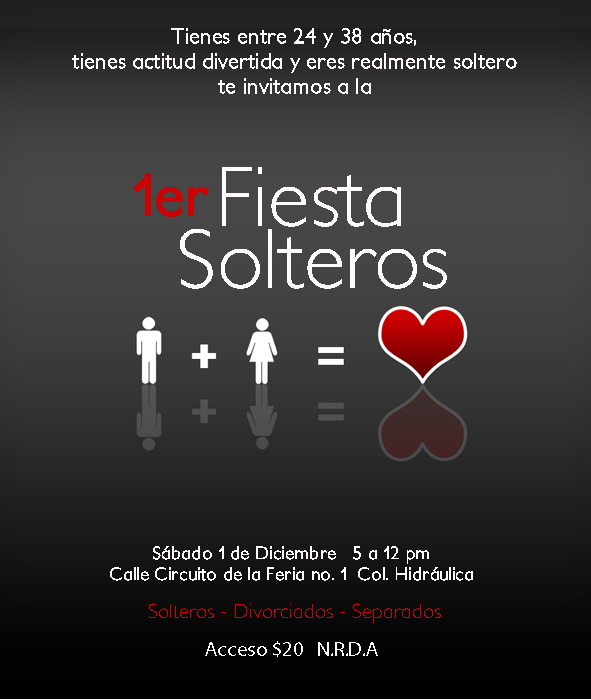 Tienes entre 24 y 38 años,
tienes actitud divertida y eres realmente soltero
te invitamos a la
1er Fiesta
Solteros
+ =
Sábado 1 de Diciembre 5 a 12 pm
Calle Circuito de la Feria no. 1 Col. Hidráulica
Solteros - Divorciados - Separados
Acceso $20 N.R.D.A